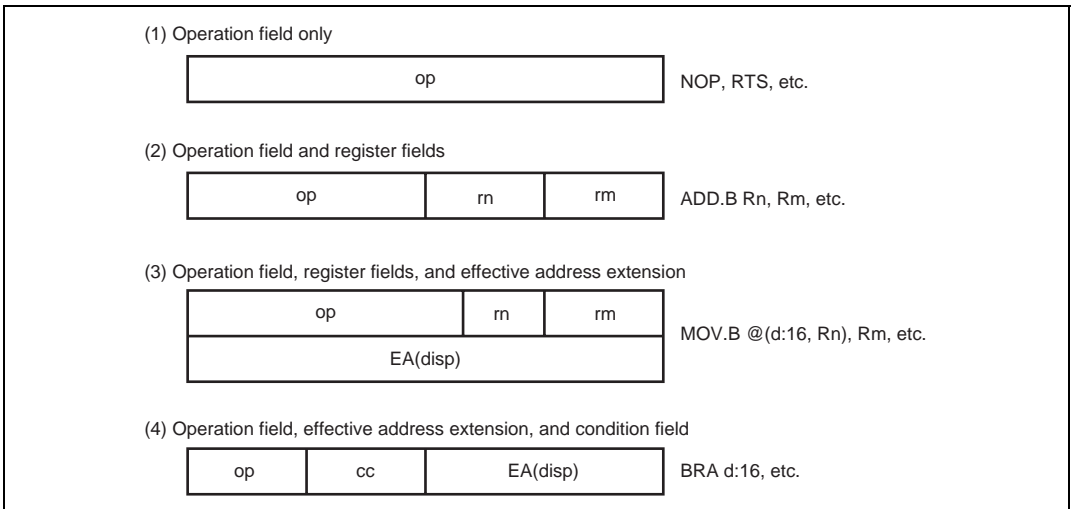 (1) Operation field only
op
NOP, RTS, etc.
(2) Operation field and register fields
op rn rm
ADD.B Rn, Rm, etc.
(3) Operation field, register fields, and effective address extension
op rn rm
EA(disp)
MOV.B @(d:16, Rn), Rm, etc.
(4) Operation field, effective address extension, and condition field
op cc EA(disp)
BRA d:16, etc.